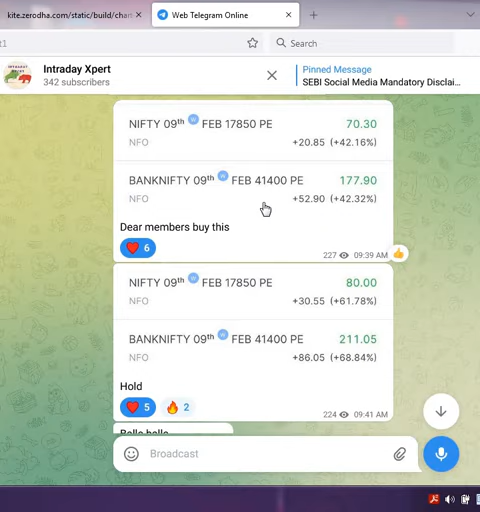 kite.zerodha.com/static/build/chart
Web Telegram Online
t1
Search
Intraday Xpert
342 subscribers
Pinned Message
SEBI Social Media Mandatory Disclai...
NIFTY 09th W FEB 17850 PE
70.30
NFO
+20.85 (+42.16%)
BANKNIFTY 09th W FEB 41400 PE
177.90
NFO
+52.90 (+42.32%)
Dear members buy this
6
227 09:39 AM
NIFTY 09th W FEB 17850 PE
80.00
NFO
+30.55 (+61.78%)
BANKNIFTY 09th W FEB 41400 PE
211.05
NFO
+86.05 (+68.84%)
Hold
5
2
224 09:41 AM
Balle balle
Broadcast